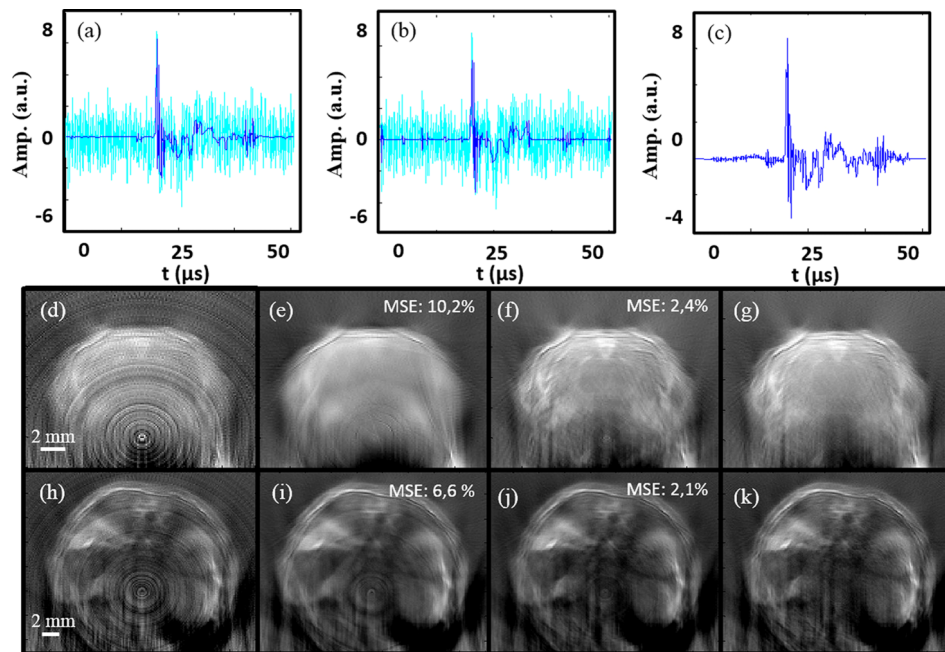 (a)
8
0
-6
Amp. (a.u.)
0
25
50
t (μs)
(b)
8
0
-6
Amp. (a.u.)
0
25
50
t (μs)
(c)
8
0
-4
Amp. (a.u.)
0
25
50
t (μs)
(d)
2 mm
(e)
MSE: 10,2%
(f)
MSE: 2,4%
(g)
(h)
2 mm
(i)
MSE: 6,6 %
(j)
MSE: 2,1%
(k)